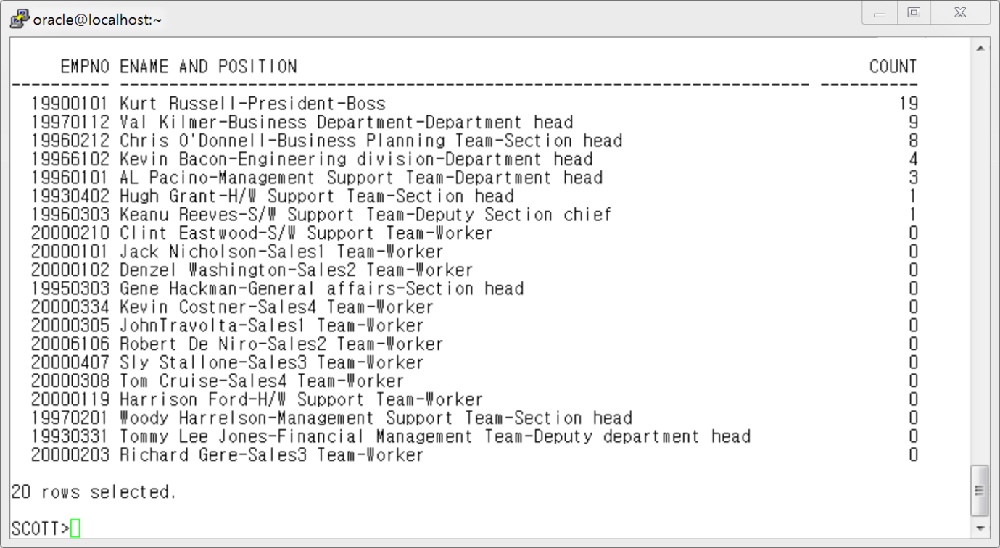 oracle@localhost:~
EMPNO ENAME AND POSITION COUNT
---------- ---------------------------------------------------------------------- ----------
19900101 Kurt Russell-President-Boss 19
19970112 Val Kilmer-Business Department-Department head 9
19960212 Chris O'Donnell-Business Planning Team-Section head 8
19966102 Kevin Bacon-Engineering division-Department head 4
19960101 AL Pacino-Management Support Team-Department head 3
19930402 Hugh Grant-H/W Support Team-Section head 1
19960303 Keanu Reeves-S/W Support Team-Deputy Section chief 1
20000210 Clint Eastwood-S/W Support Team-Worker 0
20000101 Jack Nicholson-Sales1 Team-Worker 0
20000102 Denzel Washington-Sales2 Team-Worker 0
19950303 Gene Hackman-General affairs-Section head 0
20000334 Kevin Costner-Sales4 Team-Worker 0
20000305 JohnTravolta-Sales1 Team-Worker 0
20006106 Robert De Niro-Sales2 Team-Worker 0
20000407 Sly Stallone-Sales3 Team-Worker 0
20000308 Tom Cruise-Sales4 Team-Worker 0
20000119 Harrison Ford-H/W Support Team-Worker 0
19970201 Woody Harrelson-Management Support Team-Section head 0
19930331 Tommy Lee Jones-Financial Management Team-Deputy department head 0
20000203 Richard Gere-Sales3 Team-Worker 0
20 rows selected.
SCOTT>